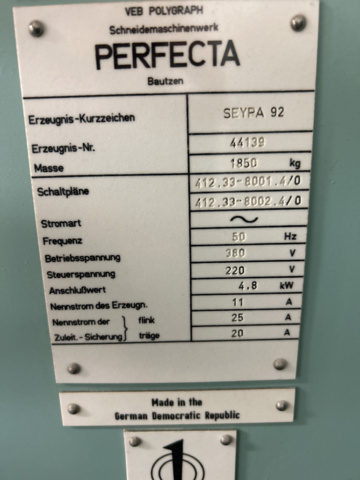 VEB POLYGRAPH
Schneidemaschinenwerk
PERFECTA
Bautzen
Erzeugnis-Kurzzeichen SEYPA 92
Erzeugnis-Nr. 44139
Masse 1850 kg
Schaltpläne 412.33-8001.4/0
412.33-8002.4/0
Stromart ~
Frequenz 50 Hz
Betriebsspannung 380 V
Steuerspannung 220 V
Anschlußwert 4,8 kW
Nennstrom des Erzeugn. 11 A
Nennstrom der } flink 25 A
Zuleit.-Sicherung } träge 20 A
Made in the
German Democratic Republic
1